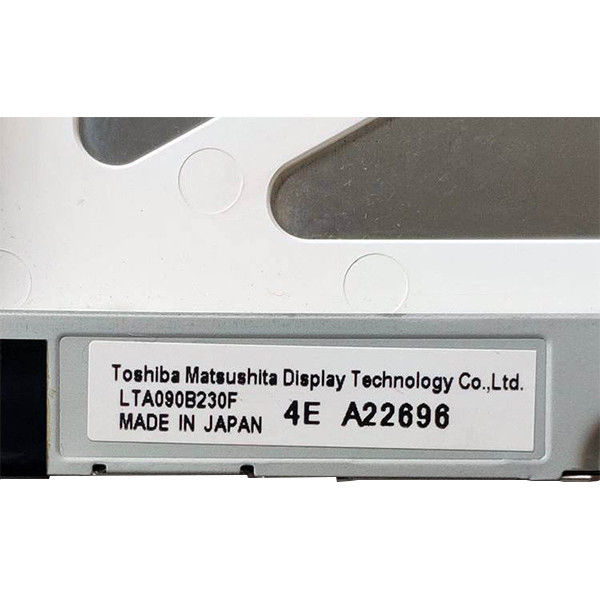 Toshiba Matsushita Display Technology Co.,Ltd.
LTA090B230F
MADE IN JAPAN 4E A22696